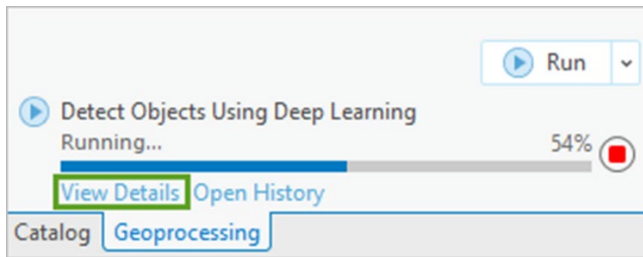 Run
Detect Objects Using Deep Learning
Running... 54%
View Details Open History
Catalog Geoprocessing